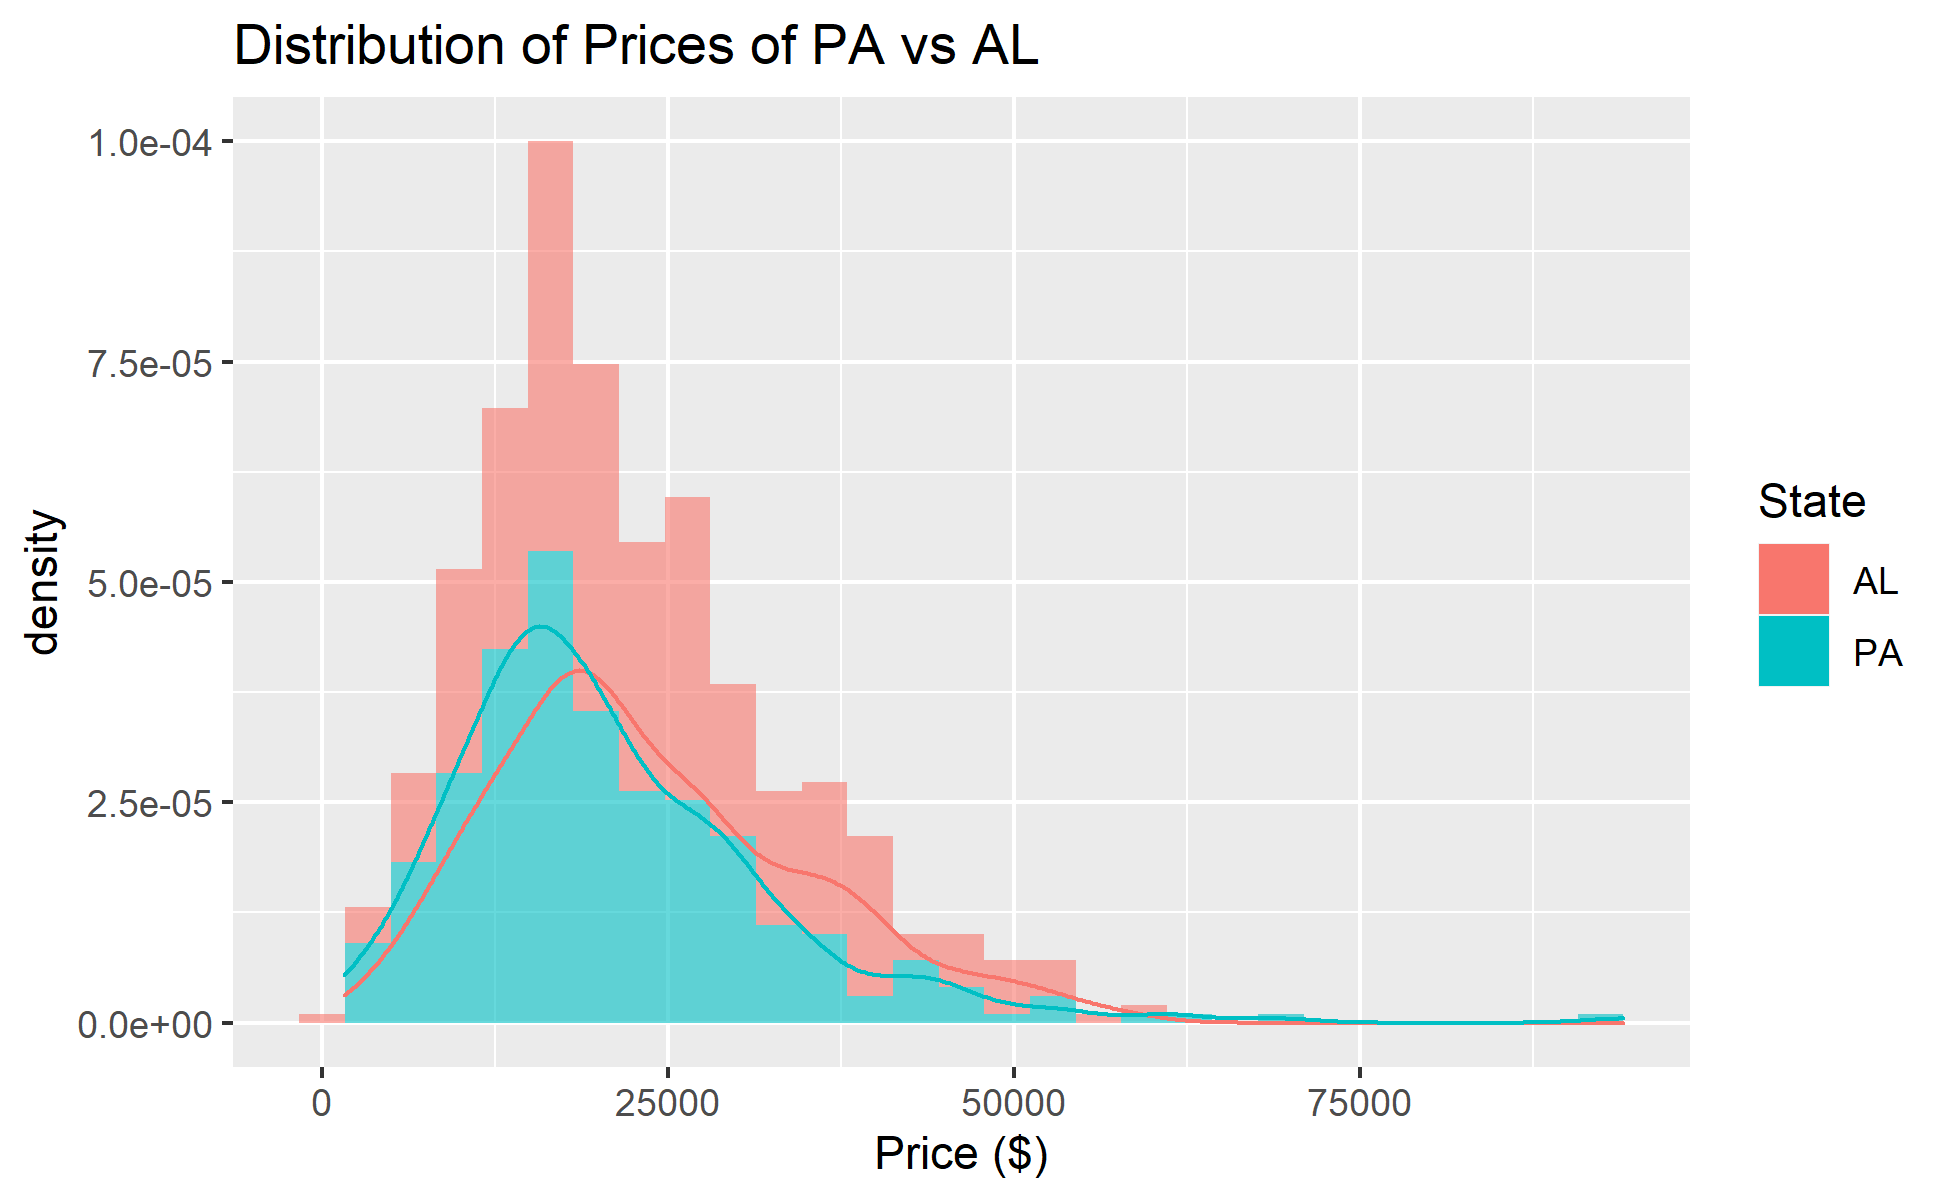 Distribution of Prices of PA vs AL
1.0e-04
7.5e-05
5.0e-05
2.5e-05
0.0e+00
density
0
25000
50000
75000
Price ($)
State
AL
PA